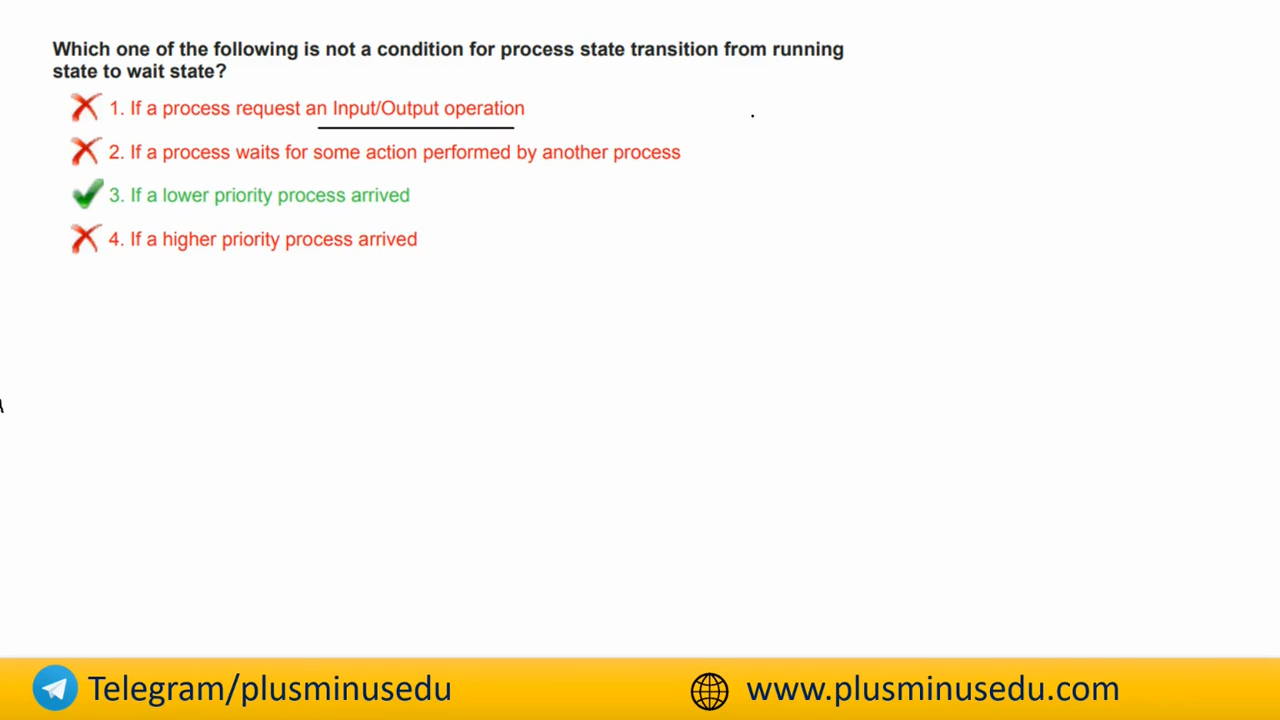 Which one of the following is not a condition for process state transition from running
state to wait state?
1. If a process request an Input/Output operation
2. If a process waits for some action performed by another process
3. If a lower priority process arrived
4. If a higher priority process arrived
Telegram/plusminusedu
www.plusminusedu.com